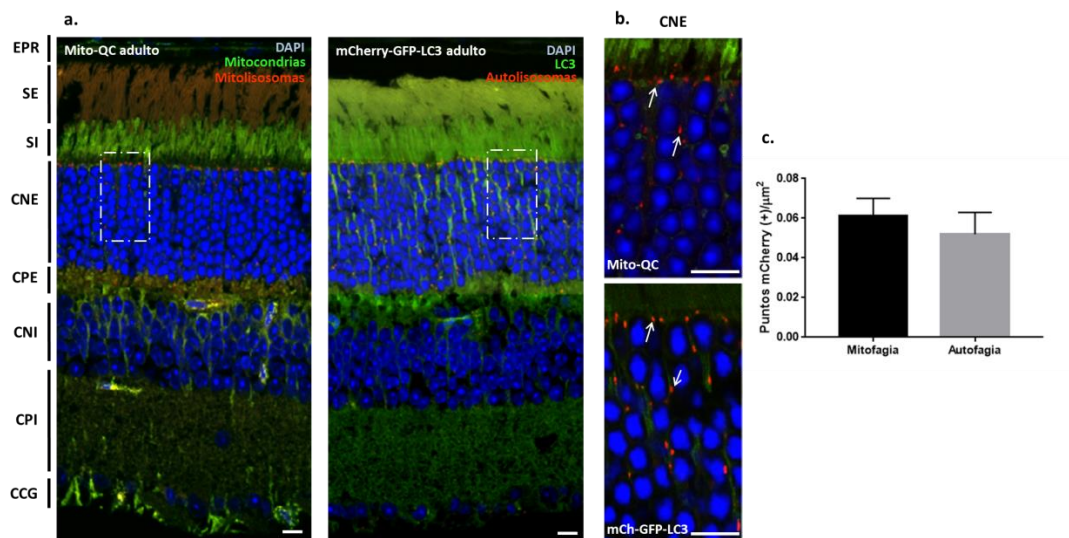 a.
EPR
SE
SI
CNE
CPE
CNI
CPI
CCG
Mito-QC adulto
DAPI
Mitocondrias
Mitolisosomas
mCherry-GFP-LC3 adulto
DAPI
LC3
Autolisosomas
b.
CNE
Mito-QC
mCh-GFP-LC3
c.
Puntos mCherry (+)/µm²
0.08
0.06
0.04
0.02
0.00
Mitofagia
Autofagia